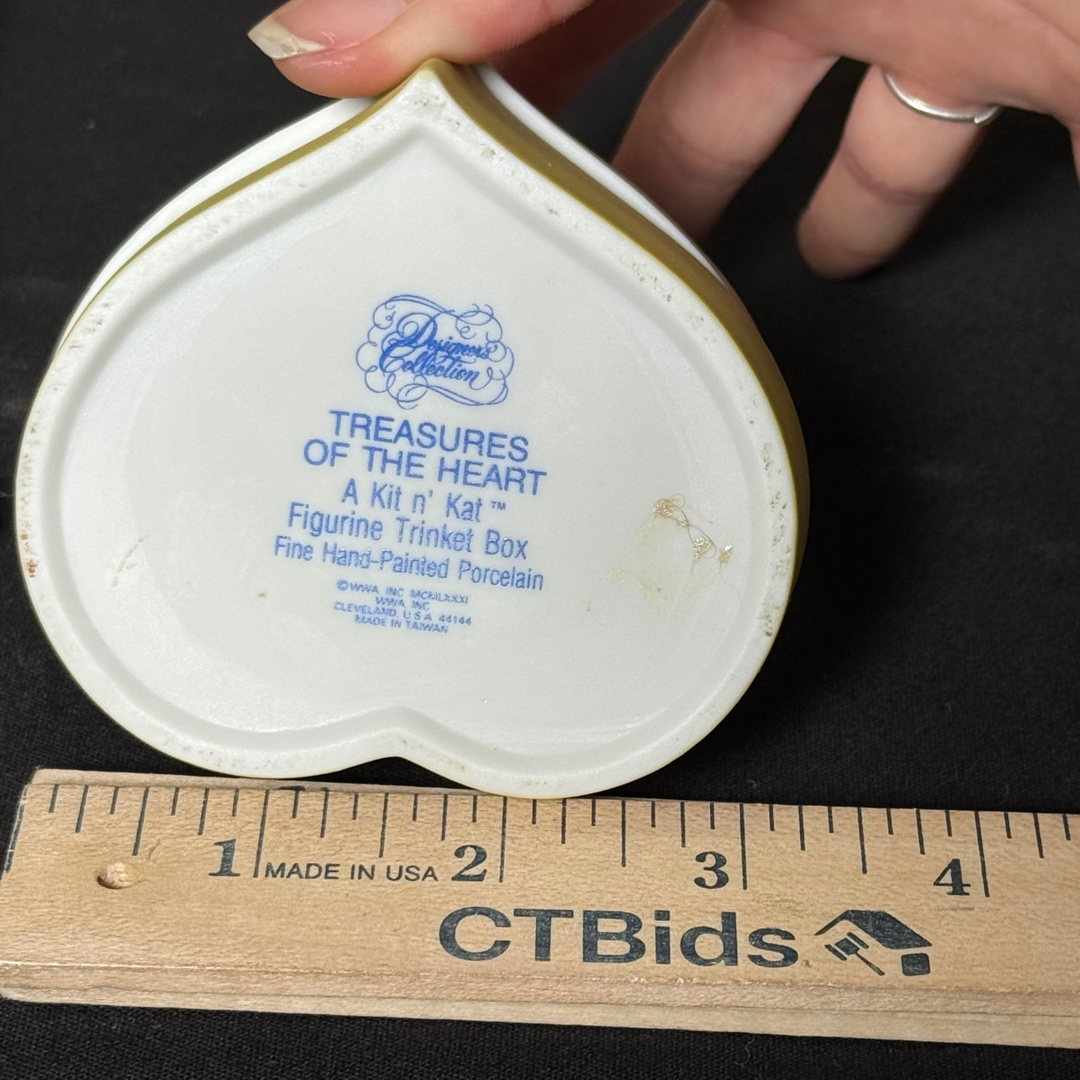 Designers
Collection
TREASURES
OF THE HEART
A Kit n' Kat™
Figurine Trinket Box
Fine Hand-Painted Porcelain
©WWA, INC MCMLXXXI
WWA, INC
CLEVELAND, U S A 44144
MADE IN TAIWAN
1 MADE IN USA 2 3 4
CTBids